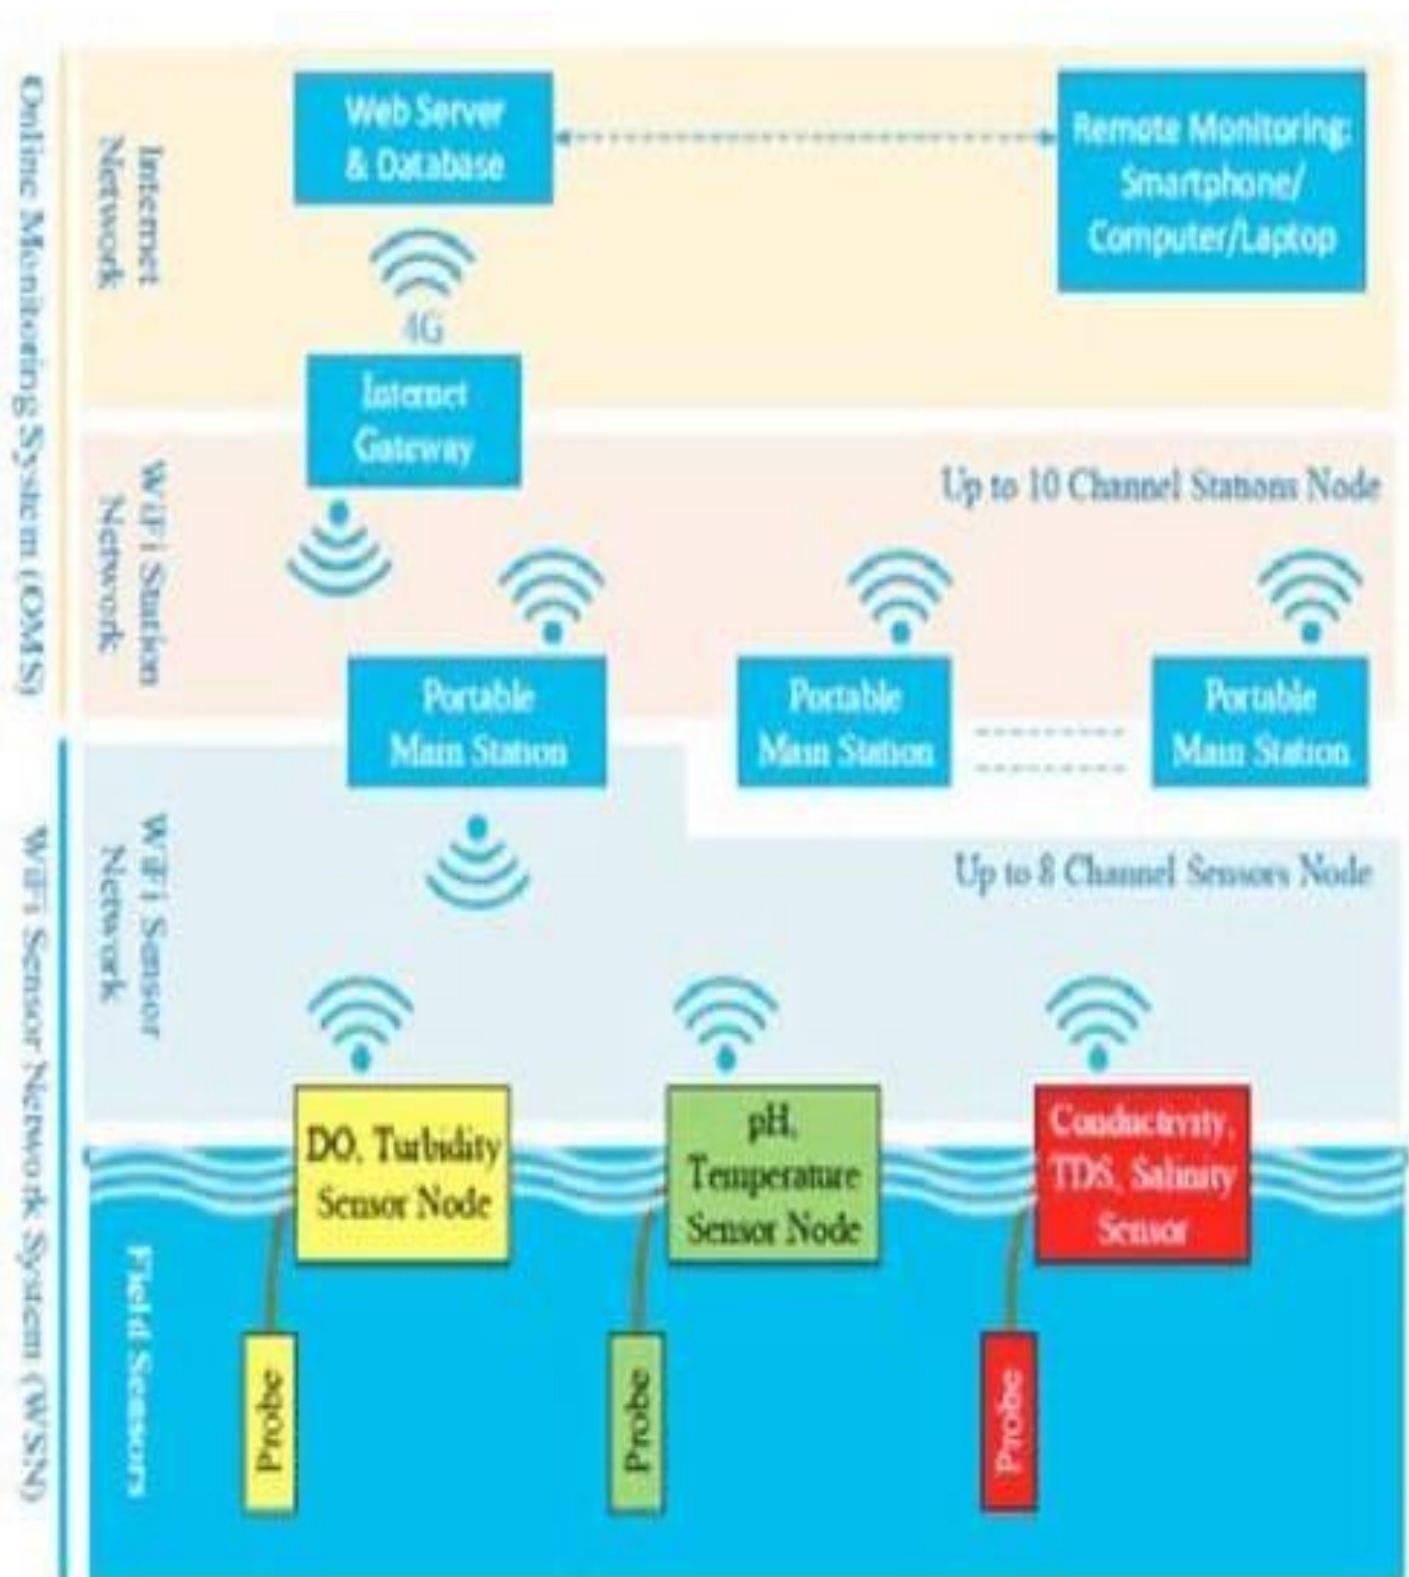 Online Monitoring System (OMS)
Internet
Network
Web Server
& Database
Remote Monitoring:
Smartphone/
Computer/Laptop
4G
Internet
Gateway
WiFi Station
Network
Up to 10 Channel Stations Node
Portable
Main Station
Portable
Main Station
Portable
Main Station
WiFi Sensor Network System (WSN)
WiFi Sensor
Network
Up to 8 Channel Sensors Node
DO, Turbidity
Sensor Node
pH,
Temperature
Sensor Node
Conductivity,
TDS, Salinity
Sensor
Field Sensors
Probe
Probe
Probe